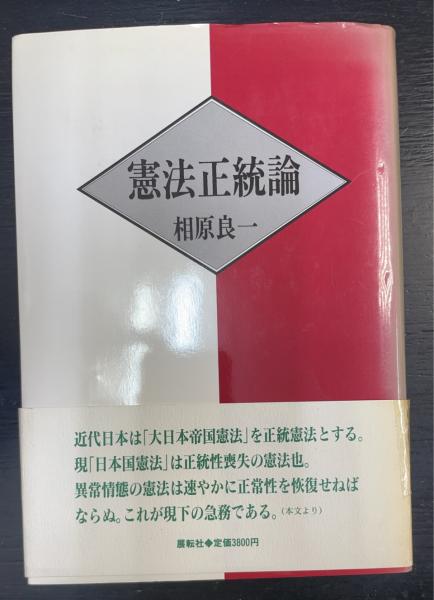 憲法正統論
相原良一
近代日本は「大日本帝国憲法」を正統憲法とする。
現「日本国憲法」は正統性喪失の憲法也。
異常情態の憲法は速やかに正常性を恢復せねば
ならぬ。これが現下の急務である。（本文より）
展転社◆定価3800円